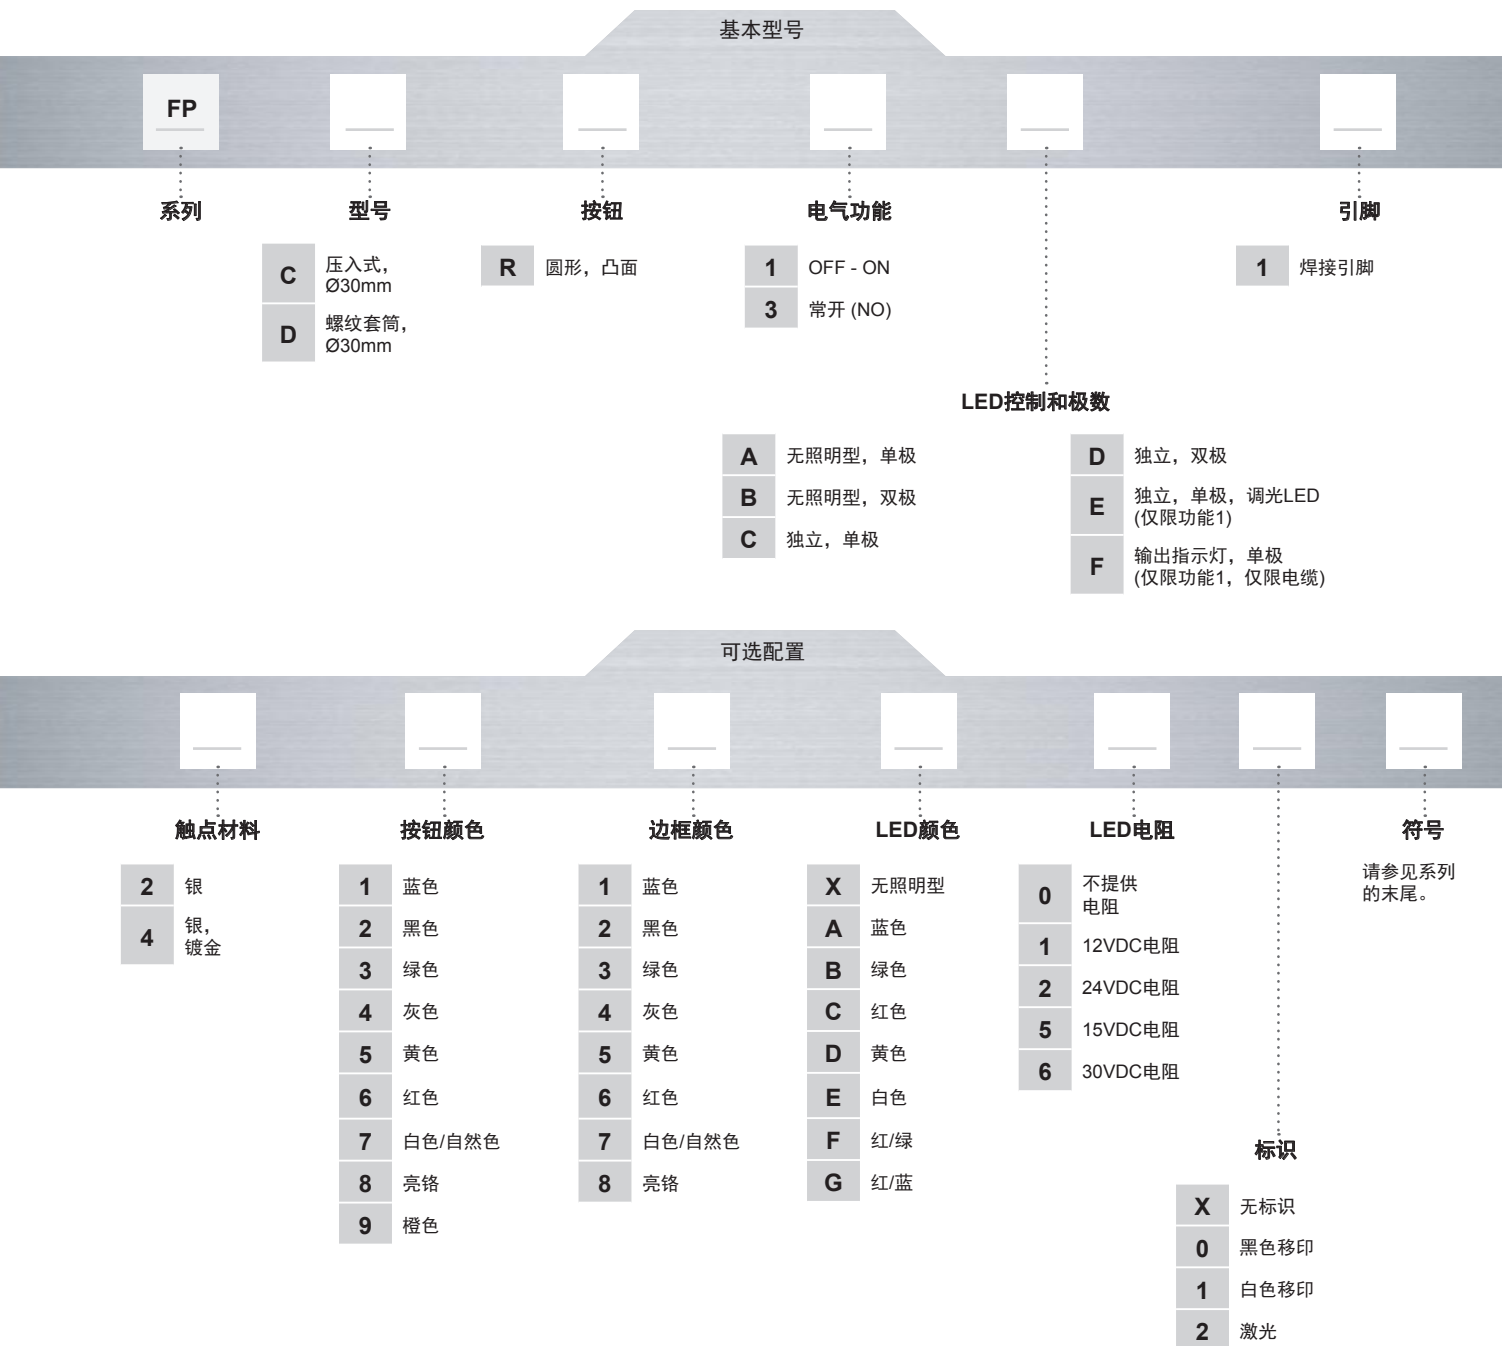 基本型号
FP
系列
型号
按钮
电气功能
引脚
C 压入式，
Ø30mm
D 螺纹套筒，
Ø30mm
R 圆形，凸面
1 OFF - ON
3 常开 (NO)
1 焊接引脚
LED控制和极数
A 无照明型，单极
B 无照明型，双极
C 独立，单极
D 独立，双极
E 独立，单极，调光LED
(仅限功能1)
F 输出指示灯，单极
(仅限功能1，仅限电缆)
可选配置
触点材料
按钮颜色
边框颜色
LED颜色
LED电阻
符号
2 银
4 银，
镀金
1 蓝色
2 黑色
3 绿色
4 灰色
5 黄色
6 红色
7 白色/自然色
8 亮铬
9 橙色
1 蓝色
2 黑色
3 绿色
4 灰色
5 黄色
6 红色
7 白色/自然色
8 亮铬
X 无照明型
A 蓝色
B 绿色
C 红色
D 黄色
E 白色
F 红/绿
G 红/蓝
0 不提供
电阻
1 12VDC电阻
2 24VDC电阻
5 15VDC电阻
6 30VDC电阻
请参见系列
的末尾。
标识
X 无标识
0 黑色移印
1 白色移印
2 激光